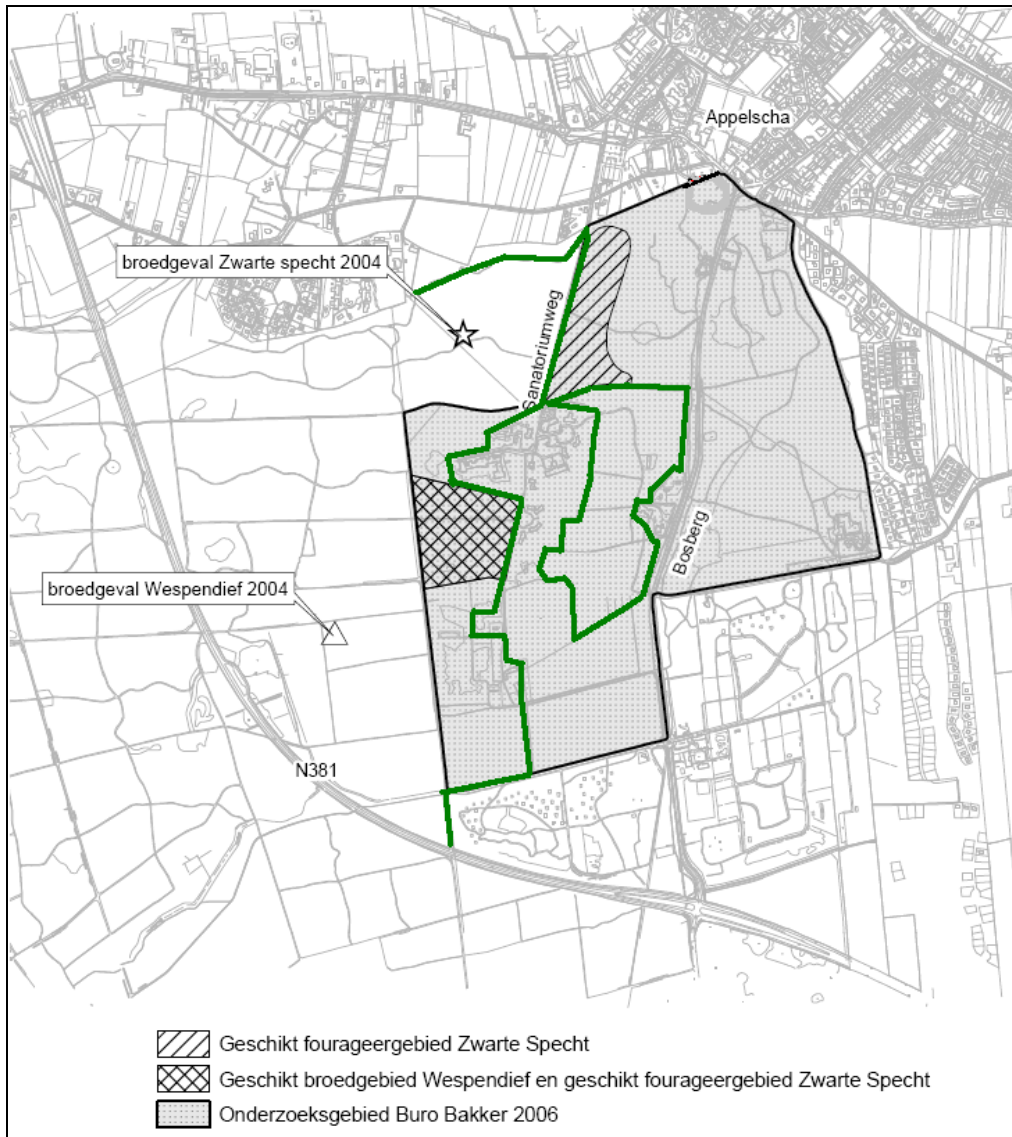 Appelscha
broedgeval Zwarte specht 2004
Sanatoriumweg
Bosberg
broedgeval Wespendief 2004
N381
Geschikt fourageergebied Zwarte Specht
Geschikt broedgebied Wespendief en geschikt fourageergebied Zwarte Specht
Onderzoeksgebied Buro Bakker 2006